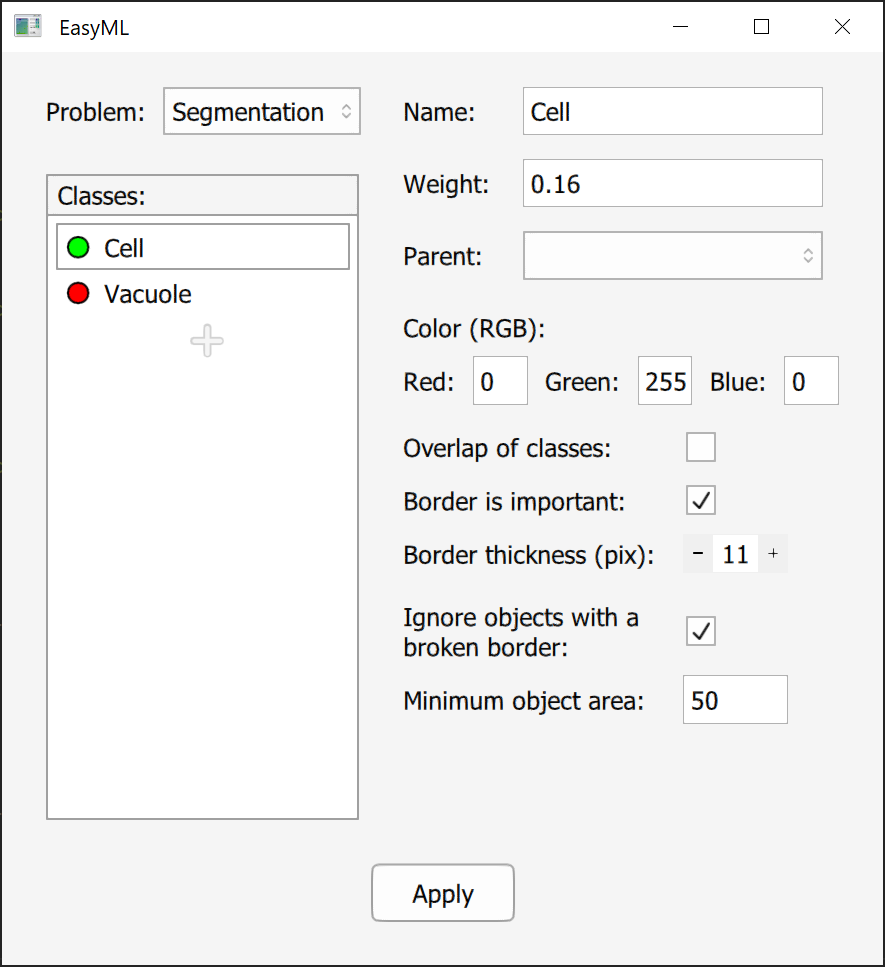 EasyML
Problem: Segmentation
Classes:
Cell
Vacuole
Name: Cell
Weight: 0.16
Parent:
Color (RGB):
Red: 0 Green: 255 Blue: 0
Overlap of classes:
Border is important:
Border thickness (pix): - 11 +
Ignore objects with a
broken border:
Minimum object area: 50
Apply